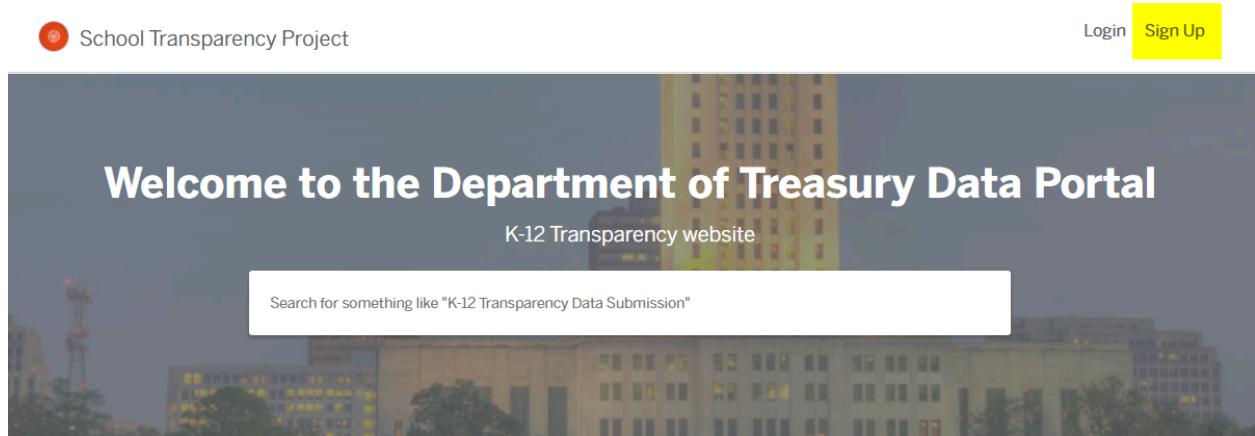 School Transparency Project
Login Sign Up
Welcome to the Department of Treasury Data Portal
K-12 Transparency website
Search for something like "K-12 Transparency Data Submission"